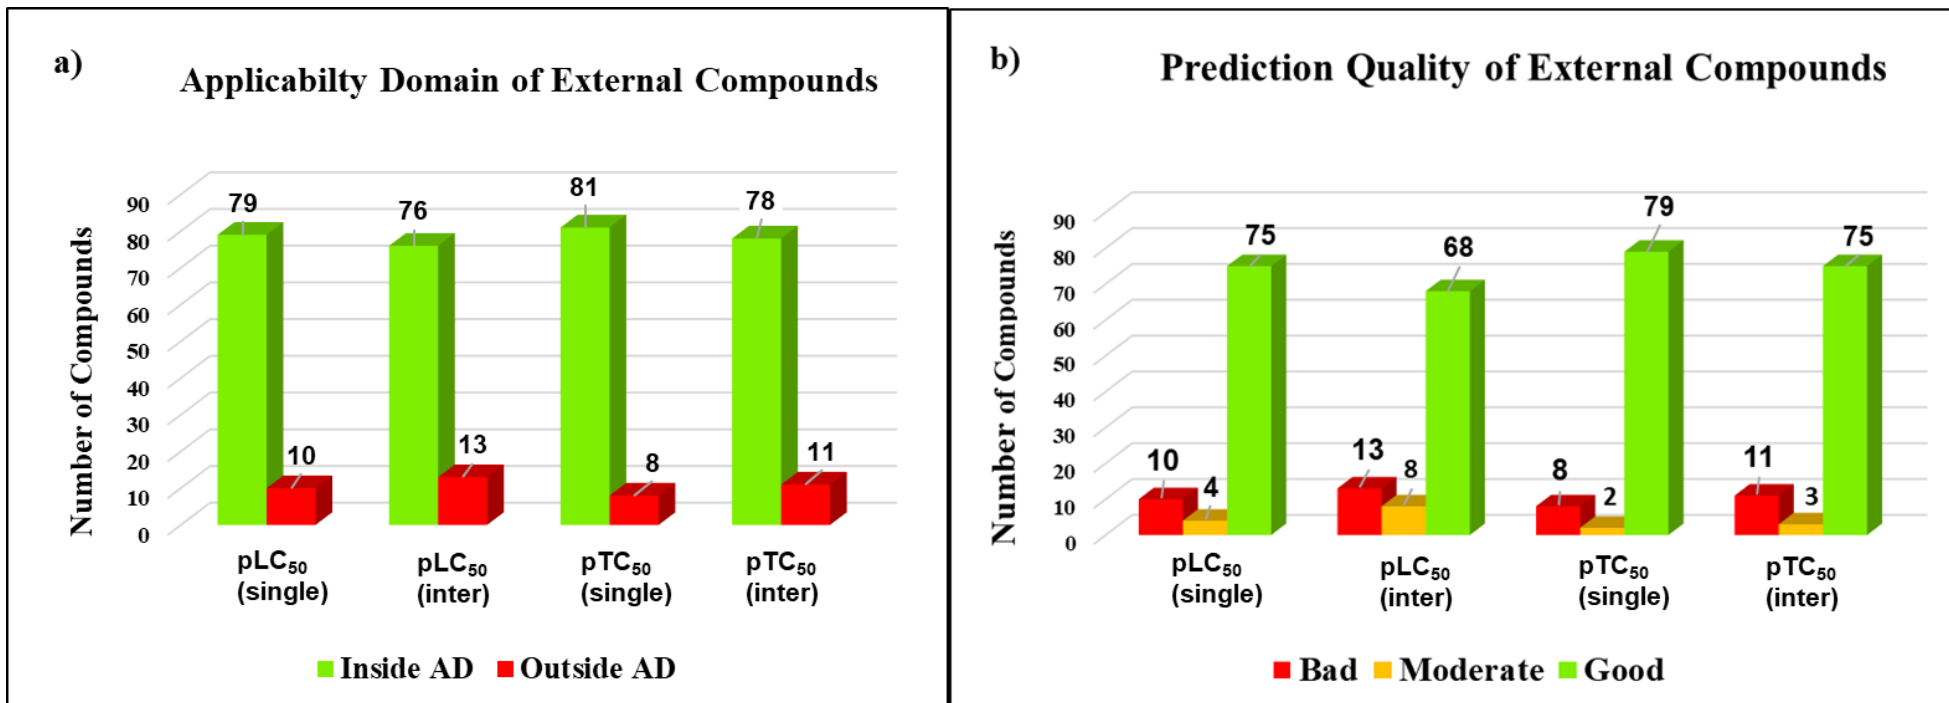 a)
Applicabilty Domain of External Compounds
Number of Compounds
90
80
70
60
50
40
30
20
10
0
79
10
76
13
81
8
78
11
pLC₅₀
(single)
pLC₅₀
(inter)
pTC₅₀
(single)
pTC₅₀
(inter)
Inside AD
Outside AD
b)
Prediction Quality of External Compounds
Number of Compounds
90
80
70
60
50
40
30
20
10
0
10
4
75
13
8
68
8
2
79
11
3
75
pLC₅₀
(single)
pLC₅₀
(inter)
pTC₅₀
(single)
pTC₅₀
(inter)
Bad
Moderate
Good